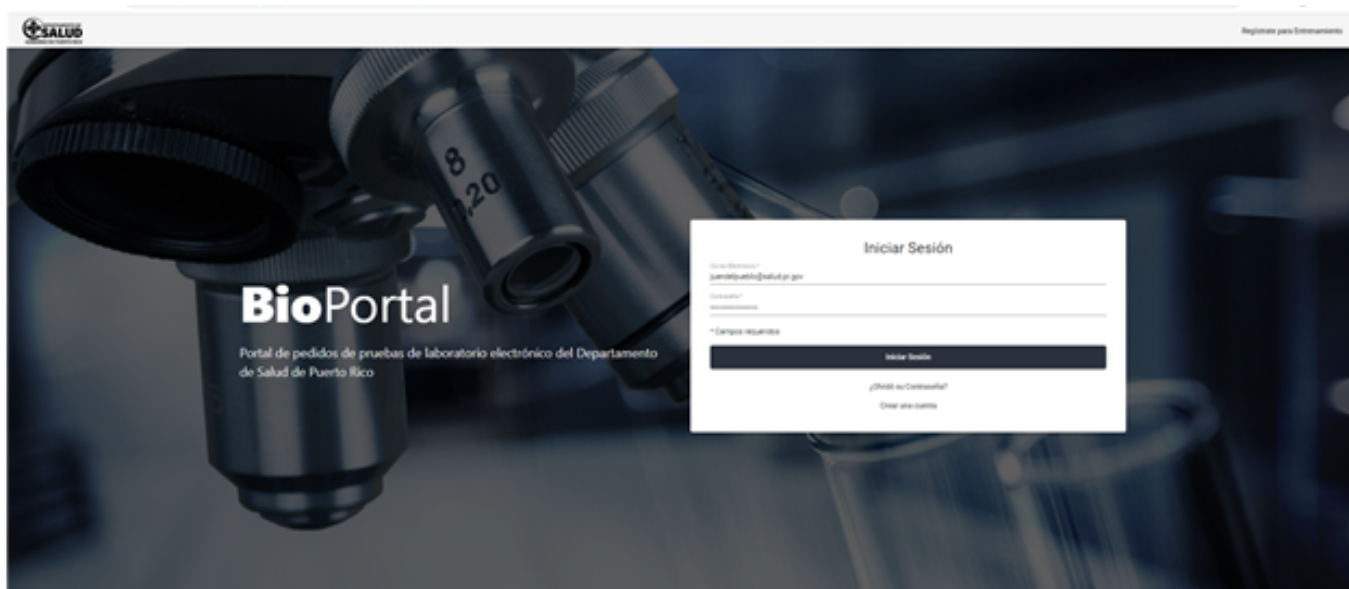 SALUD
Regístrate para Entrenamiento
8
0,20
Iniciar Sesión
Correo Electrónico *
juandelpueblo@salud.pr.gov
Contraseña *
BioPortal
* Campos requeridos
Portal de pedidos de pruebas de laboratorio electrónico del Departamento
de Salud de Puerto Rico
Iniciar Sesión
¿Olvidó su Contraseña?
Crear una cuenta